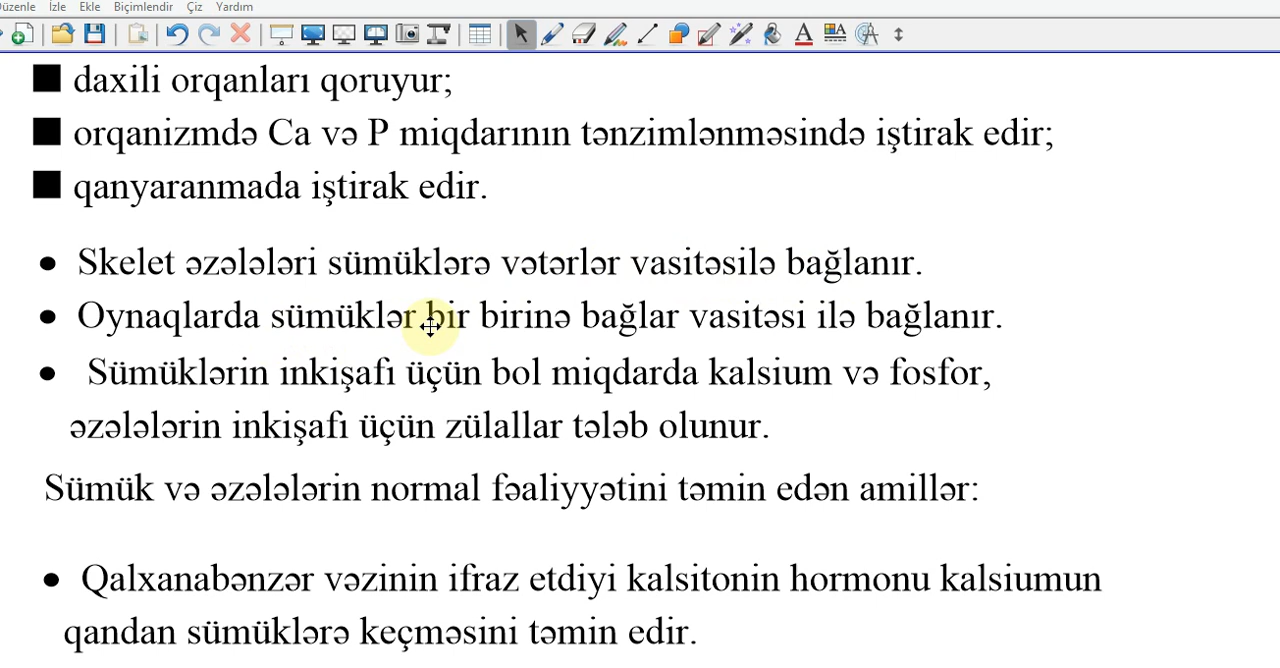 İzle Ekle Biçimlendir Çiz Yardım
daxili orqanları qoruyur;
orqanizmdə Ca və P miqdarının tənzimlənməsində iştirak edir;
qanyaranmada iştirak edir.
Skelet əzələləri sümüklərə vətərlər vasitəsilə bağlanır.
Oynaqlarda sümüklər bir birinə bağlar vasitəsi ilə bağlanır.
Sümüklərin inkişafı üçün bol miqdarda kalsium və fosfor,
əzələlərin inkişafı üçün zülallar tələb olunur.
Sümük və əzələlərin normal fəaliyyətini təmin edən amillər:
Qalxanabənzər vəzinin ifraz etdiyi kalsitonin hormonu kalsiumun
qandan sümüklərə keçməsini təmin edir.